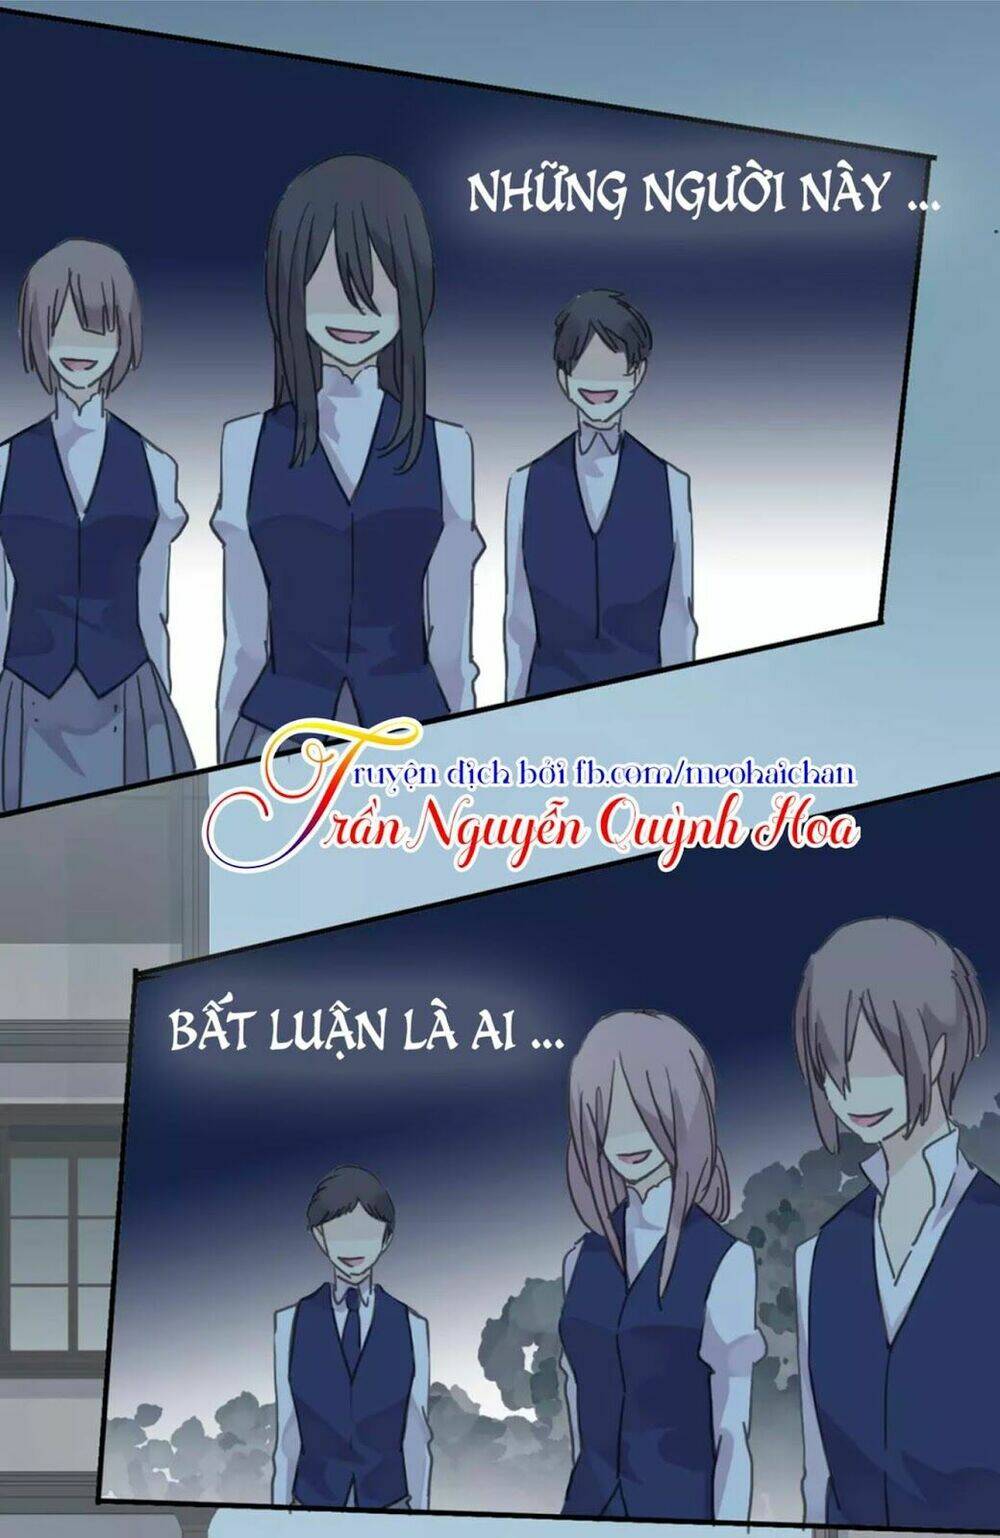 NHỮNG NGƯỜI NÀY ...
Truyện dịch bởi fb.com/meohaichan
Trần Nguyễn Quỳnh Hoa
BẤT LUẬN LÀ AI ...